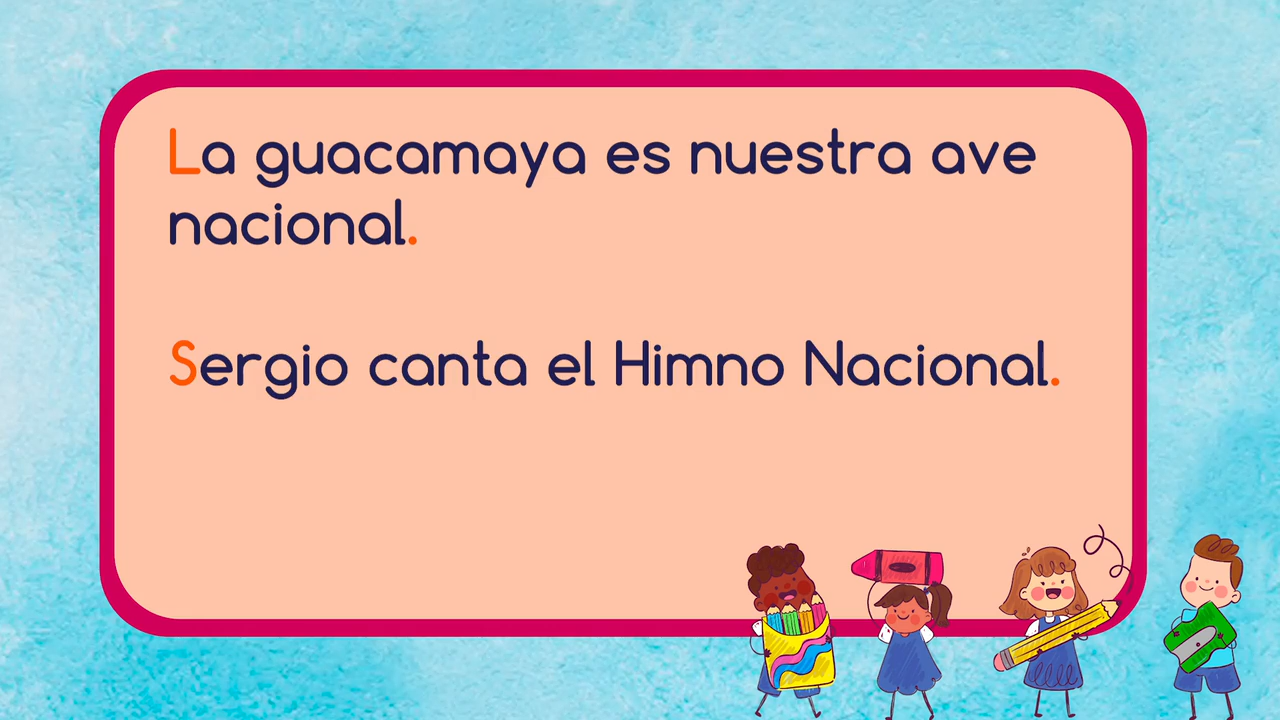 La guacamaya es nuestra ave
nacional.
Sergio canta el Himno Nacional.